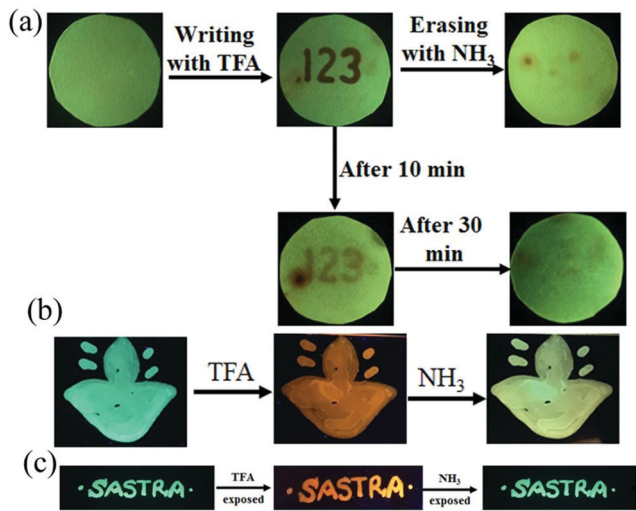 (a)
Writing
with TFA
.123
Erasing
with NH3
After 10 min
123
After 30
min
(b)
TFA
NH3
(c)
· SASTRA ·
TFA
exposed
· SASTRA ·
NH3
exposed
· SASTRA ·